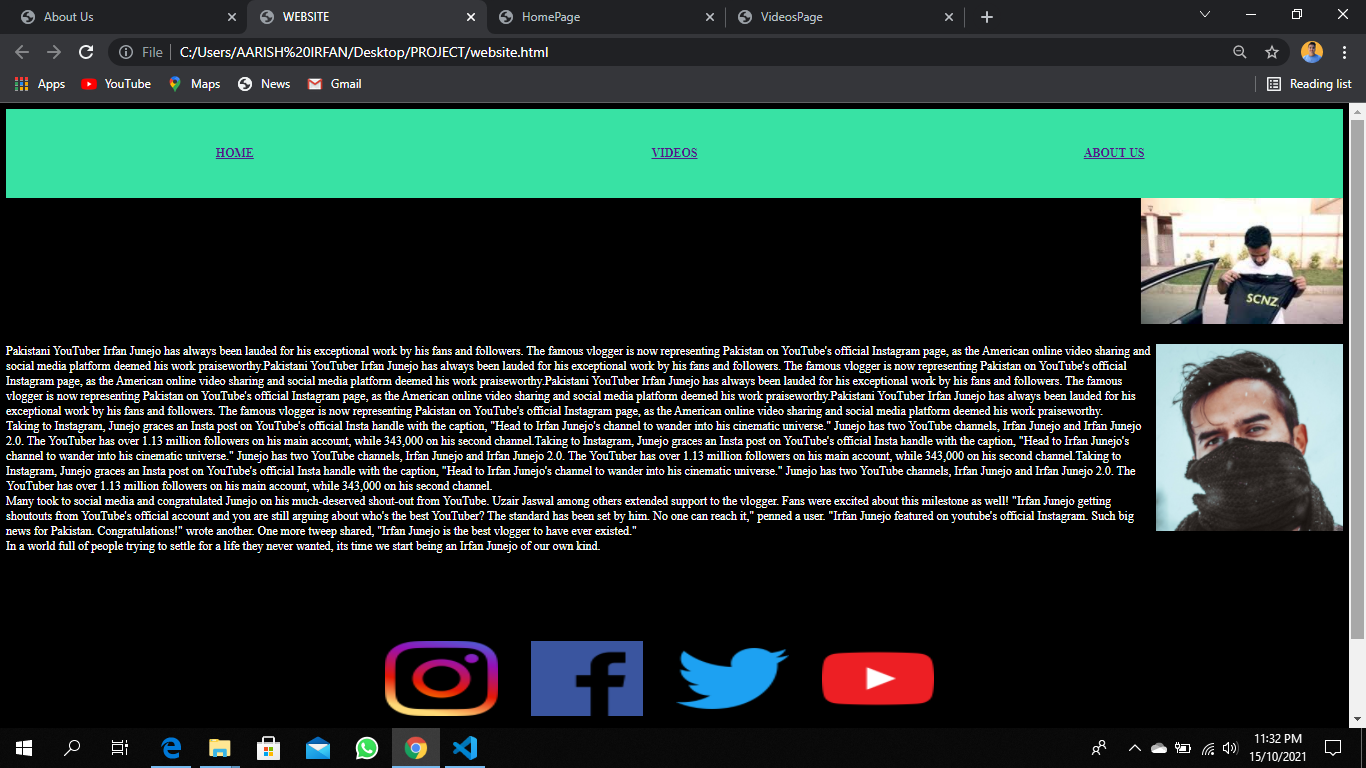 About Us
WEBSITE
HomePage
VideosPage
File
C:/Users/AARISH%20IRFAN/Desktop/PROJECT/website.html
Apps
YouTube
Maps
News
Gmail
Reading list
HOME
VIDEOS
ABOUT US
SCNZ.
Pakistani YouTuber Irfan Junejo has always been lauded for his exceptional work by his fans and followers. The famous vlogger is now representing Pakistan on YouTube's official Instagram page, as the American online video sharing and
social media platform deemed his work praiseworthy.Pakistani YouTuber Irfan Junejo has always been lauded for his exceptional work by his fans and followers. The famous vlogger is now representing Pakistan on YouTube's official
Instagram page, as the American online video sharing and social media platform deemed his work praiseworthy.Pakistani YouTuber Irfan Junejo has always been lauded for his exceptional work by his fans and followers. The famous
vlogger is now representing Pakistan on YouTube's official Instagram page, as the American online video sharing and social media platform deemed his work praiseworthy.Pakistani YouTuber Irfan Junejo has always been lauded for his
exceptional work by his fans and followers. The famous vlogger is now representing Pakistan on YouTube's official Instagram page, as the American online video sharing and social media platform deemed his work praiseworthy.
Taking to Instagram, Junejo graces an Insta post on YouTube's official Insta handle with the caption, "Head to Irfan Junejo's channel to wander into his cinematic universe." Junejo has two YouTube channels, Irfan Junejo and Irfan Junejo
2.0. The YouTuber has over 1.13 million followers on his main account, while 343,000 on his second channel.Taking to Instagram, Junejo graces an Insta post on YouTube's official Insta handle with the caption, "Head to Irfan Junejo's
channel to wander into his cinematic universe." Junejo has two YouTube channels, Irfan Junejo and Irfan Junejo 2.0. The YouTuber has over 1.13 million followers on his main account, while 343,000 on his second channel.Taking to
Instagram, Junejo graces an Insta post on YouTube's official Insta handle with the caption, "Head to Irfan Junejo's channel to wander into his cinematic universe." Junejo has two YouTube channels, Irfan Junejo and Irfan Junejo 2.0. The
YouTuber has over 1.13 million followers on his main account, while 343,000 on his second channel.
Many took to social media and congratulated Junejo on his much-deserved shout-out from YouTube. Uzair Jaswal among others extended support to the vlogger. Fans were excited about this milestone as well! "Irfan Junejo getting
shoutouts from YouTube's official account and you are still arguing about who's the best YouTuber? The standard has been set by him. No one can reach it," penned a user. "Irfan Junejo featured on youtube's official Instagram. Such big
news for Pakistan. Congratulations!" wrote another. One more tweep shared, "Irfan Junejo is the best vlogger to have ever existed."
In a world full of people trying to settle for a life they never wanted, its time we start being an Irfan Junejo of our own kind.
11:32 PM
15/10/2021